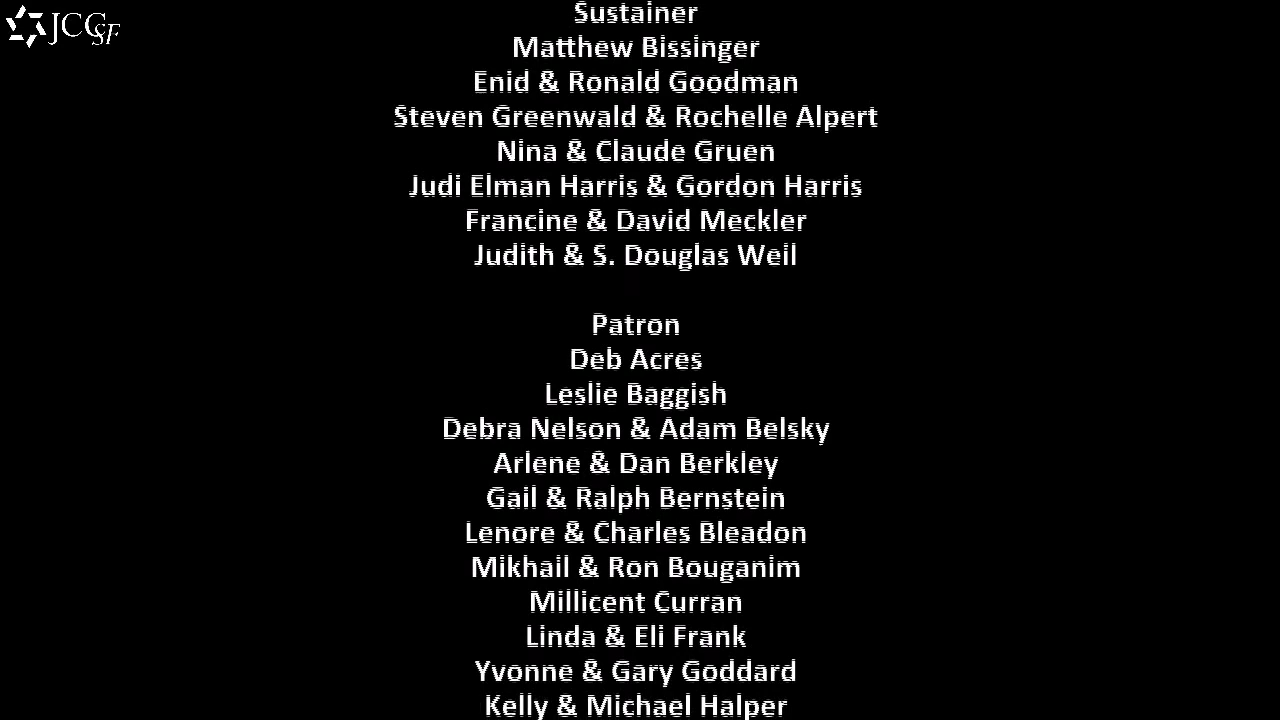 JCCSF
Sustainer
Matthew Bissinger
Enid & Ronald Goodman
Steven Greenwald & Rochelle Alpert
Nina & Claude Gruen
Judi Elman Harris & Gordon Harris
Francine & David Meckler
Judith & S. Douglas Weil
Patron
Deb Acres
Leslie Baggish
Debra Nelson & Adam Belsky
Arlene & Dan Berkley
Gail & Ralph Bernstein
Lenore & Charles Bleadon
Mikhail & Ron Bouganim
Millicent Curran
Linda & Eli Frank
Yvonne & Gary Goddard
Kelly & Michael Halper